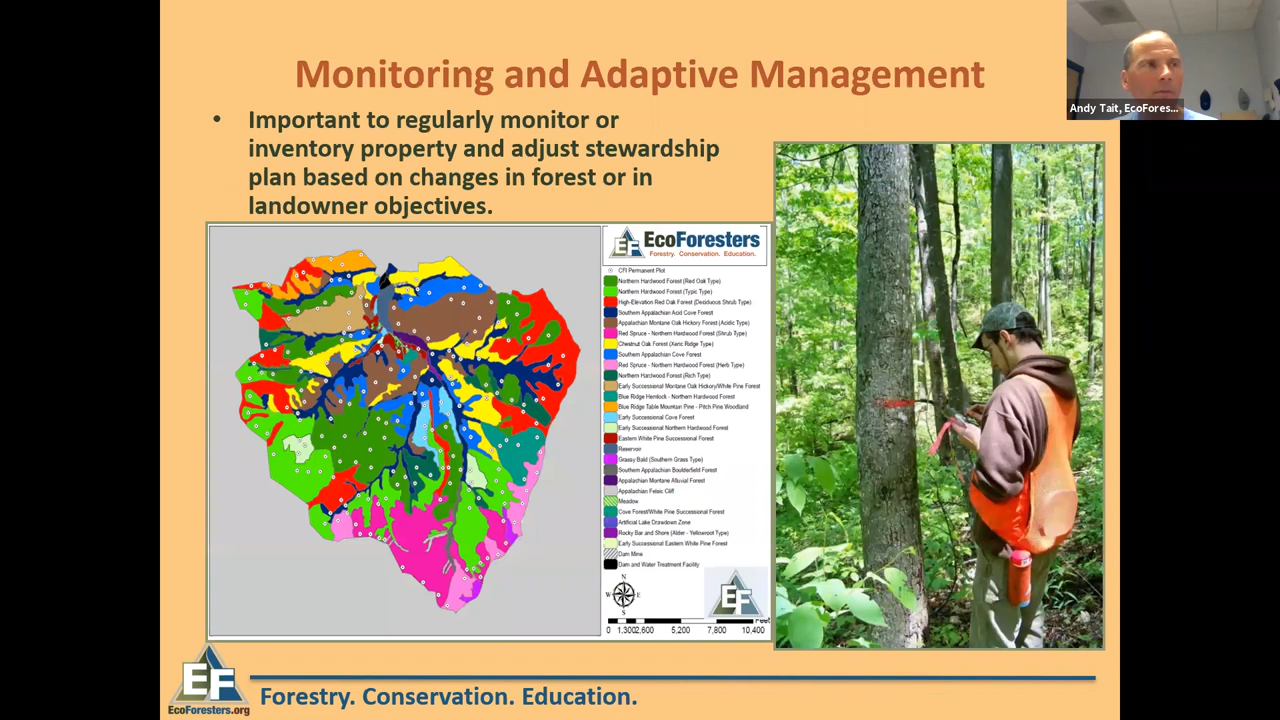 Monitoring and Adaptive Management
Andy Tait, EcoFores...
• Important to regularly monitor or
inventory property and adjust stewardship
plan based on changes in forest or in
landowner objectives.
EF EcoForesters
Forestry. Conservation. Education.
CFI Permanent Plot
Northern Hardwood Forest (Red Oak Type)
Northern Hardwood Forest (Typic Type)
High-Elevation Red Oak Forest (Deciduous Shrub Type)
Southern Appalachian Acid Cove Forest
Appalachian Montane Oak Hickory Forest (Acidic Type)
Red Spruce - Northern Hardwood Forest (Shrub Type)
Chestnut Oak Forest (Xeric Ridge Type)
Southern Appalachian Cove Forest
Red Spruce - Northern Hardwood Forest (Herb Type)
Northern Hardwood Forest (Rich Type)
Early Successional Montane Oak Hickory/White Pine Forest
Blue Ridge Hemlock - Northern Hardwood Forest
Blue Ridge Table Mountain Pine - Pitch Pine Woodland
Early Successional Cove Forest
Early Successional Northern Hardwood Forest
Eastern White Pine Successional Forest
Reservoir
Grassy Bald (Southern Grass Type)
Southern Appalachian Boulderfield Forest
Appalachian Montane Alluvial Forest
Appalachian Felsic Cliff
Meadow
Cove Forest/White Pine Successional Forest
Artificial Lake Drawdown Zone
Rocky Bar and Shore (Alder - Yellowroot Type)
Early Successional Eastern White Pine Forest
Dam Mine
Dam and Water Treatment Facility
N
W E
S
EF
Feet
0 1,300 2,600 5,200 7,800 10,400
EF
EcoForesters.org
Forestry. Conservation. Education.